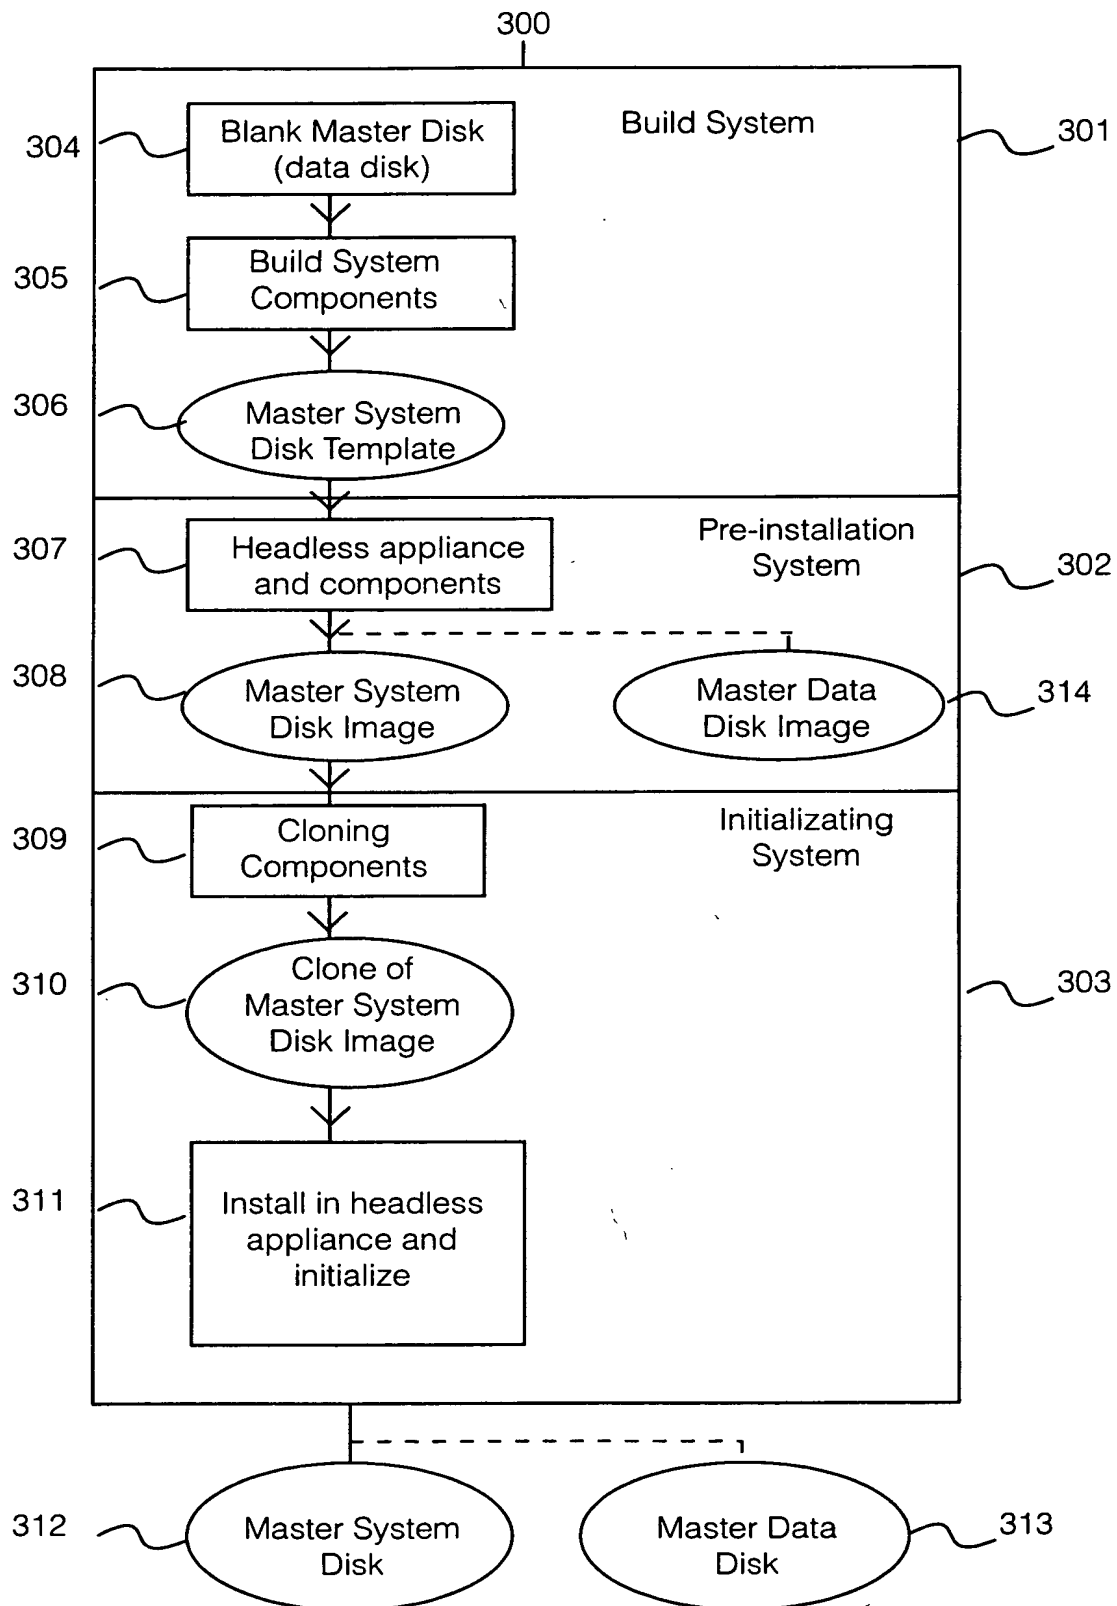 300
304
Blank Master Disk
(data disk)
Build System
301
305
Build System
Components
306
Master System
Disk Template
307
Headless appliance
and components
Pre-installation
System
302
308
Master System
Disk Image
Master Data
Disk Image
314
309
Cloning
Components
Initializating
System
310
Clone of
Master System
Disk Image
303
311
Install in headless
appliance and
initialize
312
Master System
Disk
Master Data
Disk
313